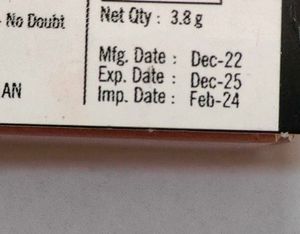 - No Doubt
Net Qty : 3.8 g
Mfg. Date : Dec-22
Exp. Date : Dec-25
Imp. Date : Feb-24
AN